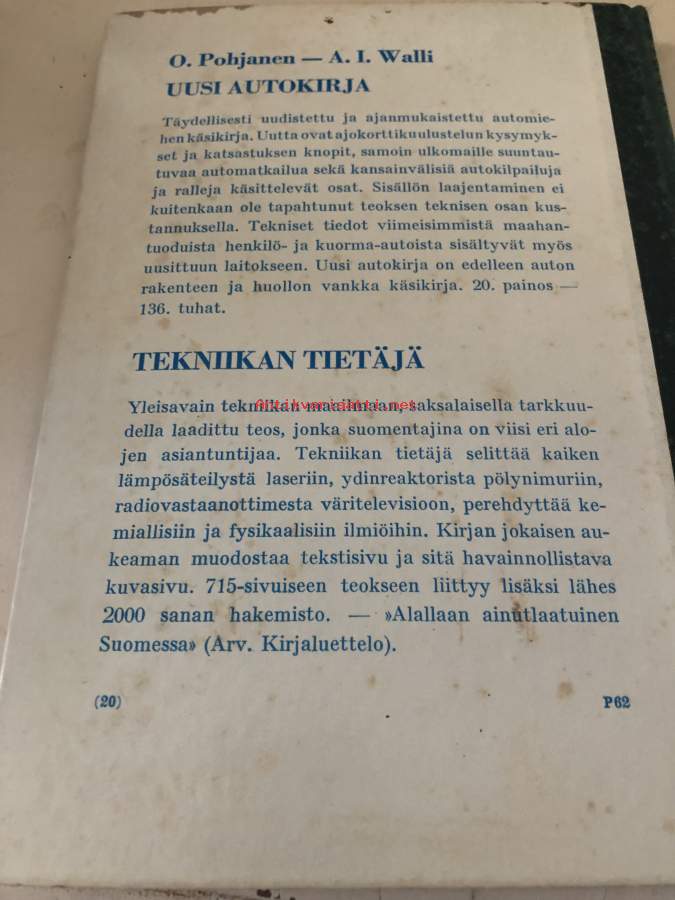 O. Pohjanen — A. I. Walli
UUSI AUTOKIRJA
Täydellisesti uudistettu ja ajanmukaistettu automie-
hen käsikirja. Uutta ovat ajokorttikuulustelun kysymyk-
set ja katsastuksen knopit, samoin ulkomaille suuntau-
tuvaa automatkailua sekä kansainvälisiä autokilpailuja
ja ralleja käsittelevät osat. Sisällön laajentaminen ei
kuitenkaan ole tapahtunut teoksen teknisen osan kus-
tannuksella. Tekniset tiedot viimeisimmistä maahan-
tuoduista henkilö- ja kuorma-autoista sisältyvät myös
uusittuun laitokseen. Uusi autokirja on edelleen auton
rakenteen ja huollon vankka käsikirja. 20. painos —
136. tuhat.
TEKNIIKAN TIETÄJÄ
Yleisavain tekniikan maailmaan, saksalaisella tarkkuu-
antikvariaatti.net
della laadittu teos, jonka suomentajina on viisi eri alo-
jen asiantuntijaa. Tekniikan tietäjä selittää kaiken
lämpösäteilystä laseriin, ydinreaktorista pölynimuriin,
radiovastaanottimesta väritelevisioon, perehdyttää ke-
miallisiin ja fysikaalisiin ilmiöihin. Kirjan jokaisen au-
keaman muodostaa tekstisivu ja sitä havainnollistava
kuvasivu. 715-sivuiseen teokseen liittyy lisäksi lähes
2000 sanan hakemisto. — »Alallaan ainutlaatuinen
Suomessa» (Arv. Kirjaluettelo).
(20) P62